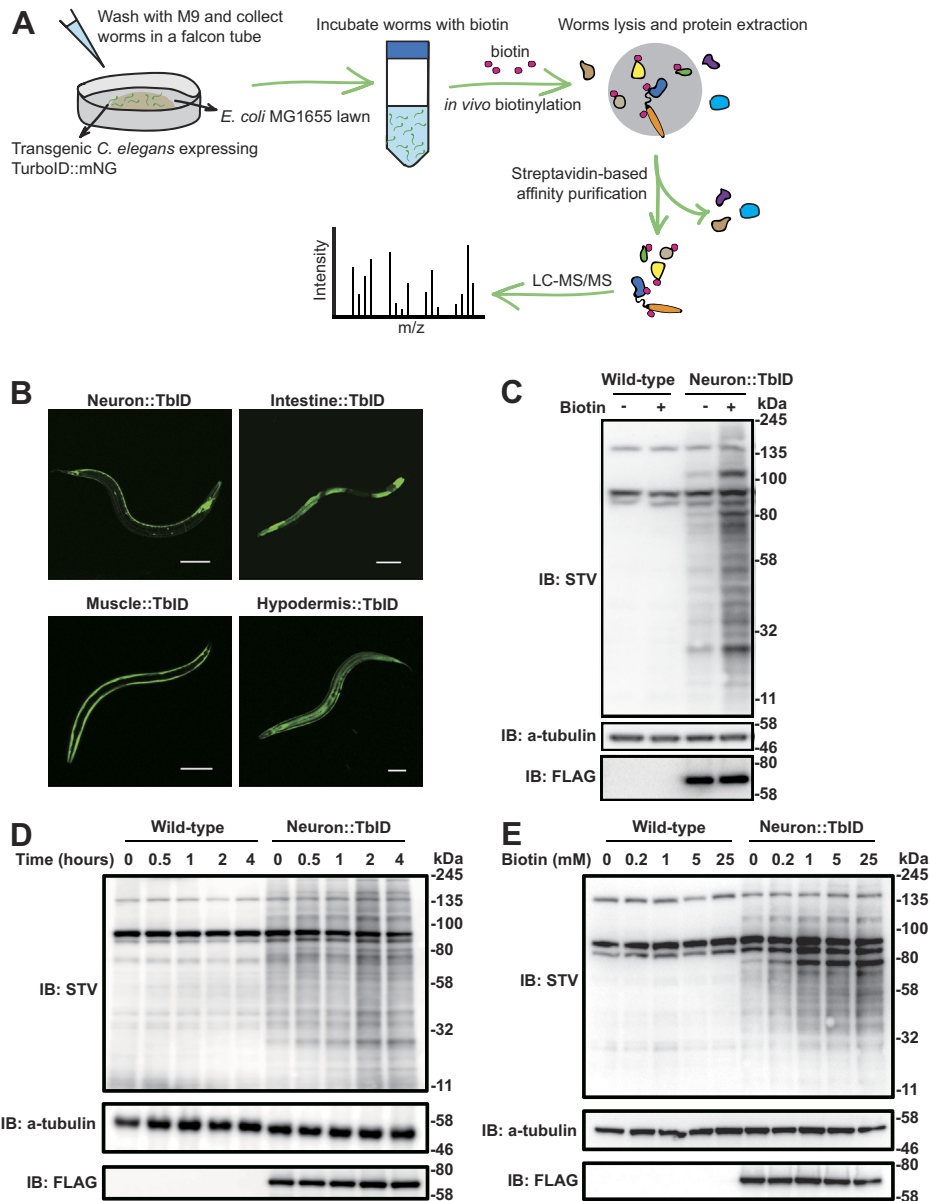 A
Wash with M9 and collect
worms in a falcon tube
Incubate worms with biotin
Worms lysis and protein extraction
biotin
in vivo biotinylation
E. coli MG1655 lawn
Transgenic C. elegans expressing
TurboID::mNG
Streptavidin-based
affinity purification
LC-MS/MS
Intensity
m/z
B
Neuron::TbID
Intestine::TbID
Muscle::TbID
Hypodermis::TbID
C
Wild-type Neuron::TbID
Biotin - + - + kDa
-245
-135
-100
-80
-58
-32
-11
IB: STV
-58
IB: a-tubulin
-46
-80
IB: FLAG
-58
D
Wild-type Neuron::TbID
Time (hours) 0 0.5 1 2 4 0 0.5 1 2 4 kDa
-245
-135
-100
-80
-58
-32
-11
IB: STV
-58
IB: a-tubulin
-46
-80
IB: FLAG
-58
E
Wild-type Neuron::TbID
Biotin (mM) 0 0.2 1 5 25 0 0.2 1 5 25 kDa
-245
-135
-100
-80
-58
-32
-11
IB: STV
-58
IB: a-tubulin
-46
-80
IB: FLAG
-58